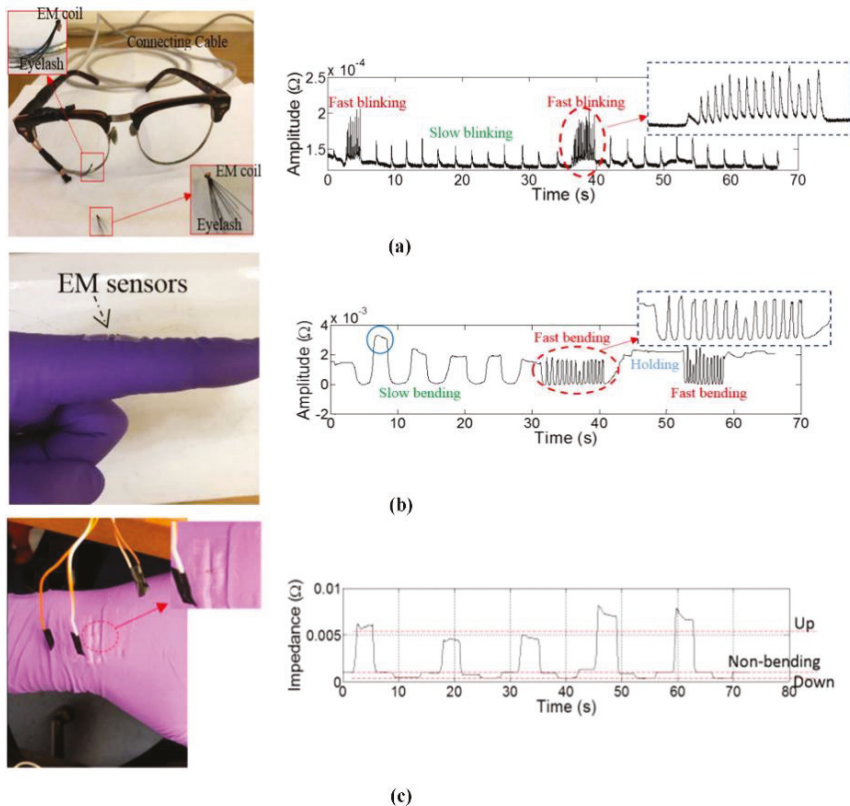 EM coil
Eyelash
Connecting Cable
EM coil
Eyelash
Amplitude (Ω)
× 10⁻⁴
2.5
2
1.5
Fast blinking
Slow blinking
Fast blinking
0 10 20 30 40 50 60 70
Time (s)
(a)
EM sensors
Amplitude (Ω)
× 10⁻³
4
2
0
-2
Slow bending
Fast bending
Holding
Fast bending
0 10 20 30 40 50 60 70
Time (s)
(b)
Impedance (Ω)
0.01
0.005
0
Up
Non-bending
Down
0 10 20 30 40 50 60 70 80
Time (s)
(c)